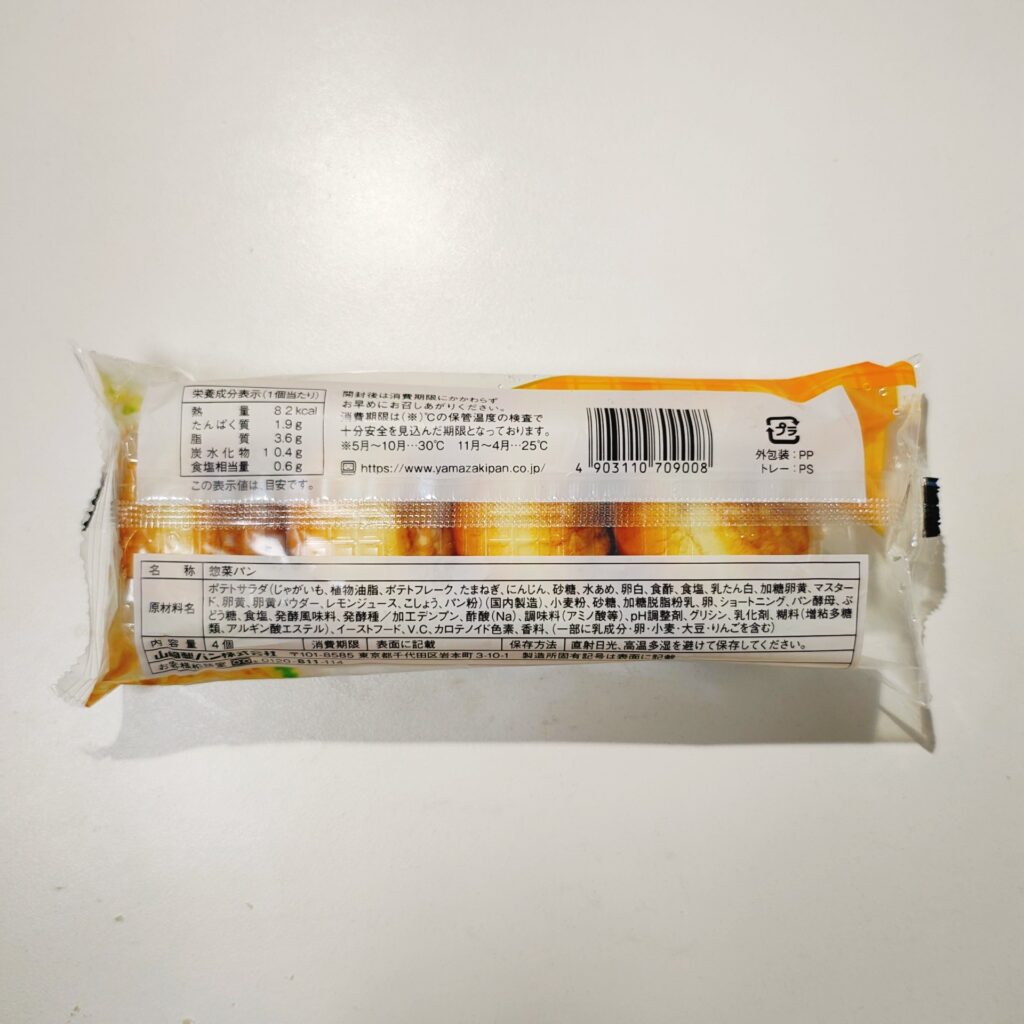 栄養成分表示(1個当たり)
熱量 82kcal
たんぱく質 1.9g
脂質 3.6g
炭水化物 10.4g
食塩相当量 0.6g
この表示値は、目安です。
開封後は消費期限にかかわらず
お早めにお召しあがりください。
消費期限は(※)℃の保管温度の検査で
十分安全を見込んだ期限となっております。
※5月〜10月…30℃ 11月〜4月…25℃
https://www.yamazakipan.co.jp/
4 903110 709008
プラ
外包装:PP
トレー:PS
名称 惣菜パン
原材料名 ポテトサラダ(じゃがいも、植物油脂、ポテトフレーク、たまねぎ、にんじん、砂糖、水あめ、卵白、食酢、食塩、乳たん白、加糖卵黄、マスター
ド、卵黄、卵黄パウダー、レモンジュース、こしょう、パン粉)(国内製造)、小麦粉、砂糖、加糖脱脂粉乳、卵、ショートニング、パン酵母、ぶ
どう糖、食塩、発酵風味料、発酵種/加工デンプン、酢酸(Na)、調味料(アミノ酸等)、pH調整剤、グリシン、乳化剤、糊料(増粘多糖
類、アルギン酸エステル)、イーストフード、V.C、カロテノイド色素、香料、(一部に乳成分・卵・小麦・大豆・りんごを含む)
内容量 4個 消費期限 表面に記載 保存方法 直射日光、高温多湿を避けて保存してください。
山崎製パン株式会社 〒101-8585 東京都千代田区岩本町3-10-1 製造所固有記号は表面に記載
お客様相談室 0120-811-114